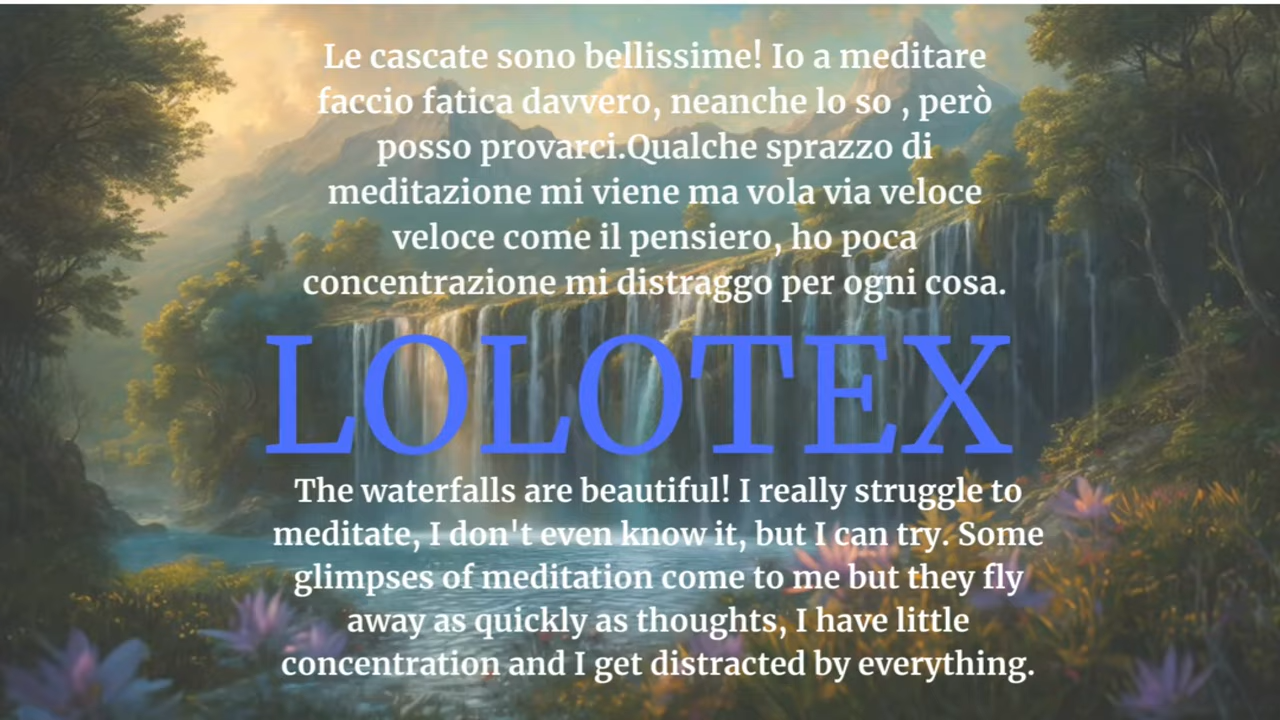 Le cascate sono bellissime! Io a meditare
faccio fatica davvero, neanche lo so , però
posso provarci.Qualche sprazzo di
meditazione mi viene ma vola via veloce
veloce come il pensiero, ho poca
concentrazione mi distraggo per ogni cosa.
LOLOTEX
The waterfalls are beautiful! I really struggle to
meditate, I don't even know it, but I can try. Some
glimpses of meditation come to me but they fly
away as quickly as thoughts, I have little
concentration and I get distracted by everything.